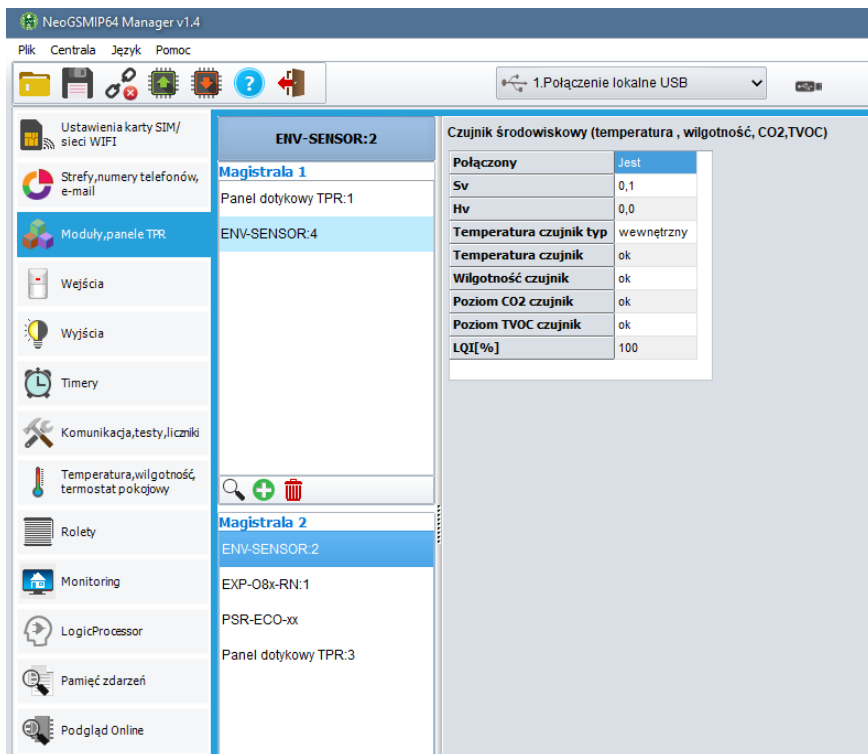 NeoGSMIP64 Manager v1.4
Plik Centrala Język Pomoc
1.Połączenie lokalne USB
Ustawienia karty SIM/
sieci WIFI
Strefy,numery telefonów,
e-mail
Moduły,panele TPR
Wejścia
Wyjścia
Timery
Komunikacja,testy,liczniki
Temperatura,wilgotność,
termostat pokojowy
Rolety
Monitoring
LogicProcessor
Pamięć zdarzeń
Podgląd Online
ENV-SENSOR:2
Magistrala 1
Panel dotykowy TPR:1
ENV-SENSOR:4
Magistrala 2
ENV-SENSOR:2
EXP-O8x-RN:1
PSR-ECO-xx
Panel dotykowy TPR:3
Czujnik środowiskowy (temperatura , wilgotność, CO2,TVOC)
Połączony Jest
Sv 0,1
Hv 0,0
Temperatura czujnik typ wewnętrzny
Temperatura czujnik ok
Wilgotność czujnik ok
Poziom CO2 czujnik ok
Poziom TVOC czujnik ok
LQI[%] 100